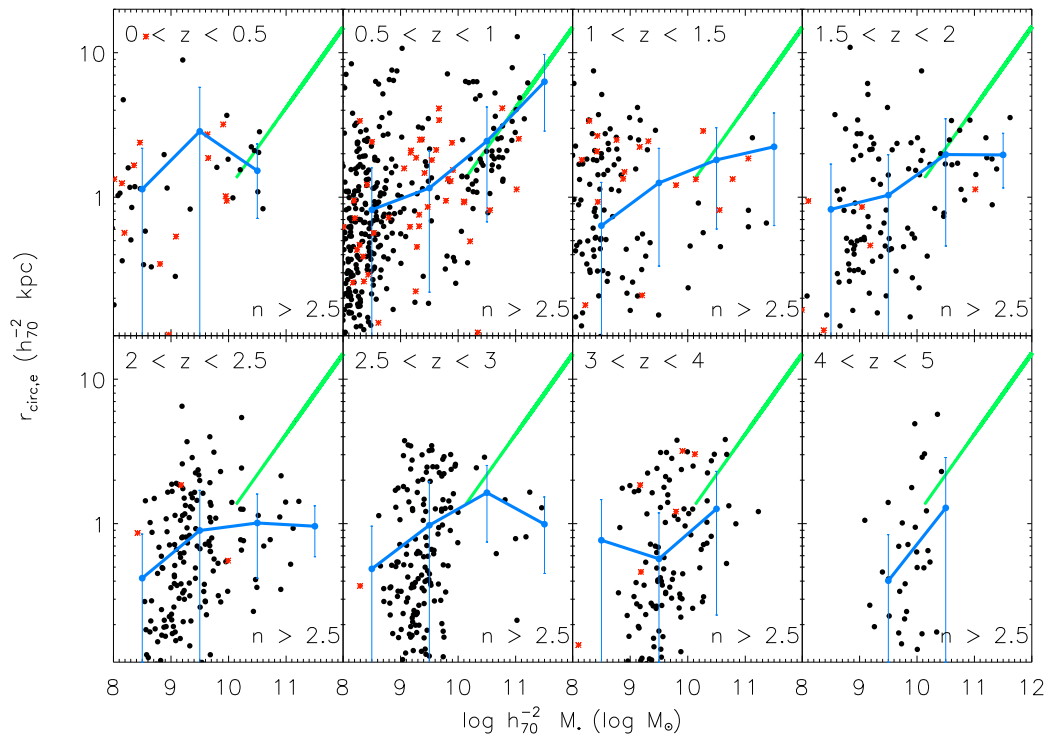 0 < z < 0.5
0.5 < z < 1
1 < z < 1.5
1.5 < z < 2
10
1
n > 2.5
n > 2.5
n > 2.5
n > 2.5
r_circ,e (h_70^-2 kpc)
2 < z < 2.5
2.5 < z < 3
3 < z < 4
4 < z < 5
10
1
n > 2.5
n > 2.5
n > 2.5
n > 2.5
8 9 10 11 8 9 10 11 8 9 10 11 8 9 10 11 12
log h_70^-2 M_* (log M_⊙)